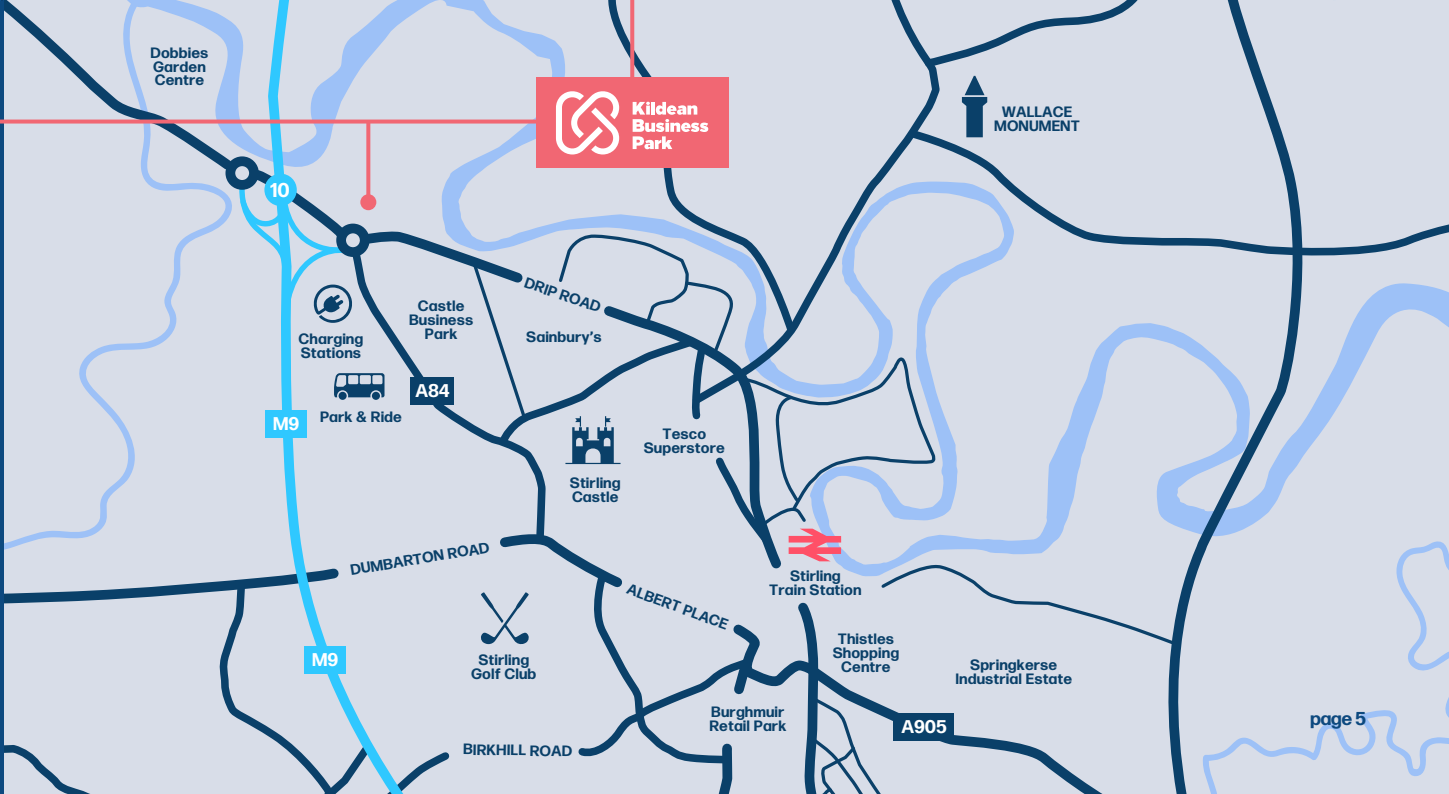 Dobbies
Garden
Centre
Kildean
Business
Park
WALLACE
MONUMENT
10
DRIP ROAD
Castle
Business
Park
Sainbury's
Charging
Stations
Park & Ride
A84
M9
Tesco
Superstore
Stirling
Castle
DUMBARTON ROAD
Stirling
Train Station
ALBERT PLACE
M9
Stirling
Golf Club
Thistles
Shopping
Centre
Springkerse
Industrial Estate
Burghmuir
Retail Park
A905
page 5
BIRKHILL ROAD